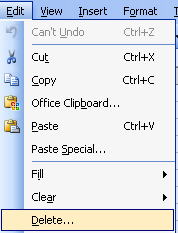 Edit View Insert Format
Can't Undo Ctrl+Z
Cut Ctrl+X
Copy Ctrl+C
Office Clipboard...
Paste Ctrl+V
Paste Special...
Fill
Clear
Delete...